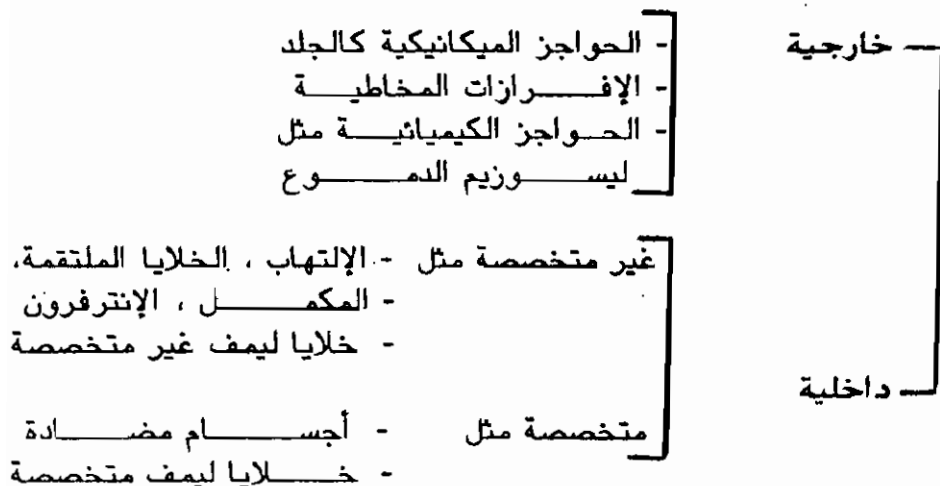 خارجية
- الحواجز الميكانيكية كالجلد
- الإفرازات المخاطية
- الحواجز الكيميائية مثل
ليسوزيم الدموع
غير متخصصة مثل - الإلتهاب ، الخلايا الملتقمة،
- المكمل ، الإنترفرون
- خلايا ليمف غير متخصصة
داخلية
متخصصة مثل - أجسام مضادة
- خلايا ليمف متخصصة